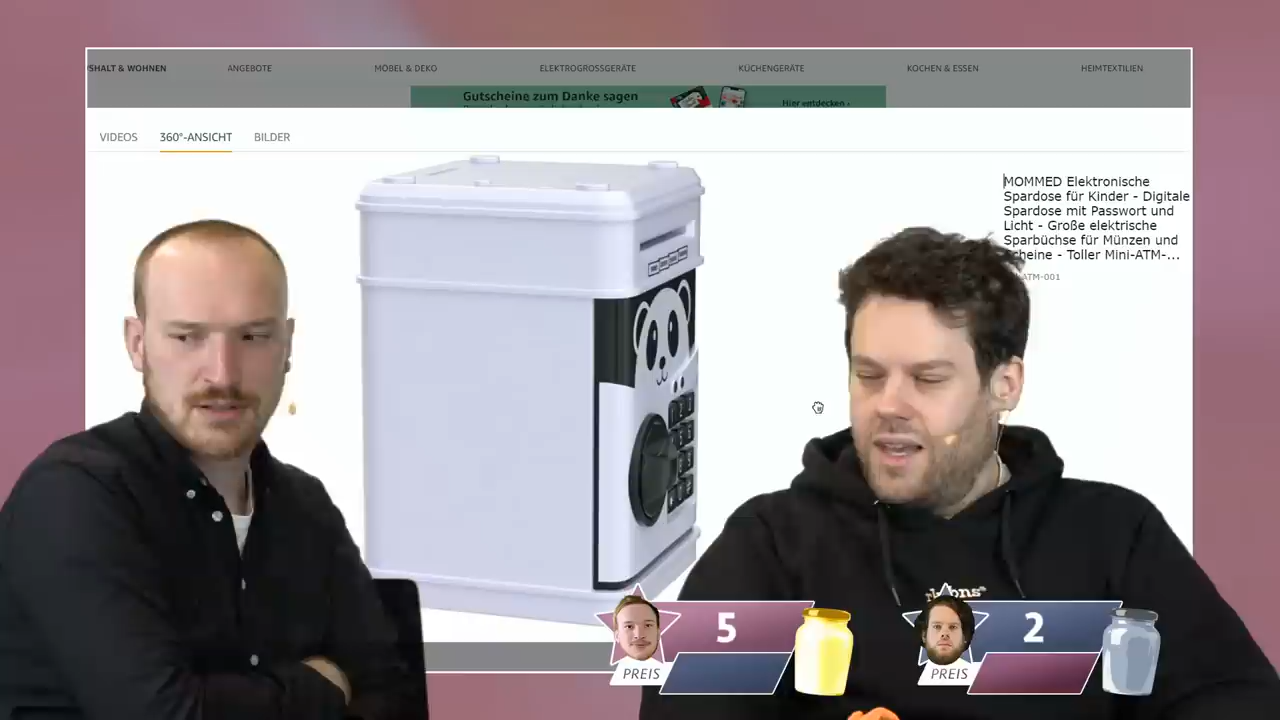 SHALT & WOHNEN ANGEBOTE MÖBEL & DEKO ELEKTROGROSSGERÄTE KÜCHENGERÄTE KOCHEN & ESSEN HEIMTEXTILIEN
Gutscheine zum Danke sagen
Hier entdecken ›
VIDEOS 360°-ANSICHT BILDER
MOMMED Elektronische
Spardose für Kinder - Digitale
Spardose mit Passwort und
Licht - Große elektrische
Sparbüchse für Münzen und
cheine - Toller Mini-ATM-...
ATM-001
5
PREIS
2
PREIS